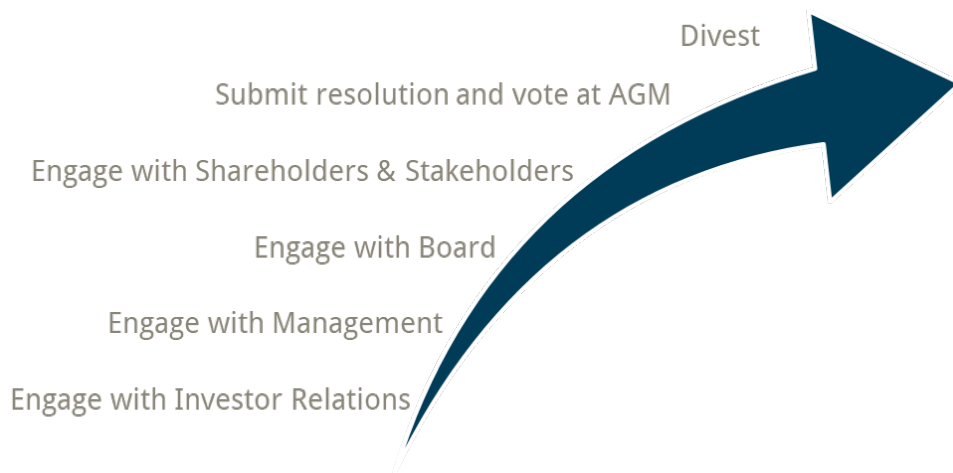 Divest
Submit resolution and vote at AGM
Engage with Shareholders & Stakeholders
Engage with Board
Engage with Management
Engage with Investor Relations